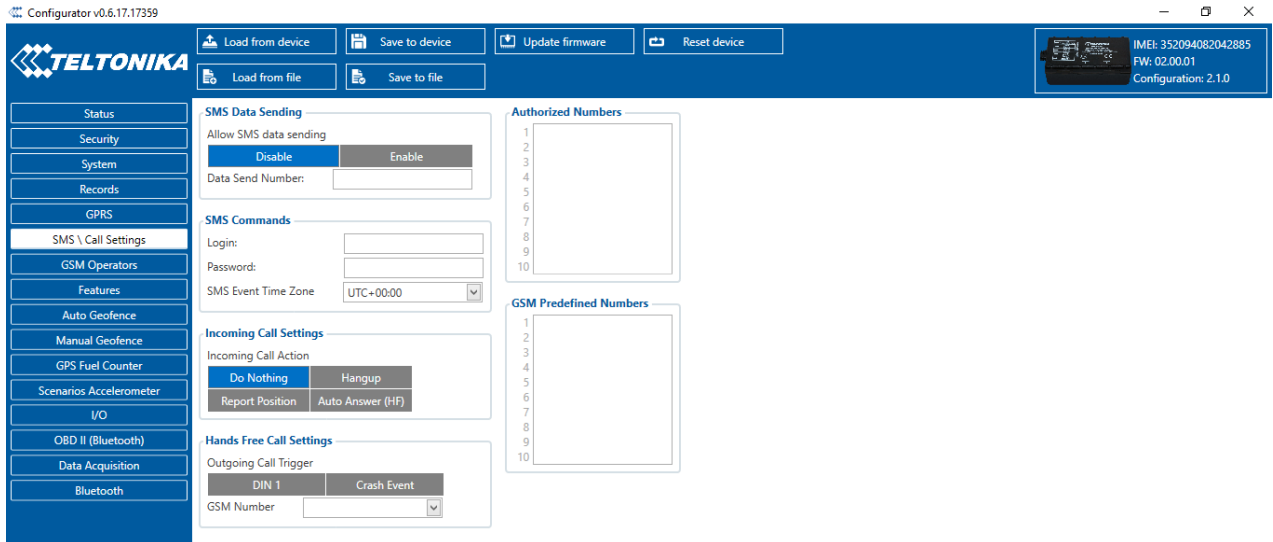 Configurator v0.6.17.17359
TELTONIKA
Load from device
Save to device
Update firmware
Reset device
Load from file
Save to file
IMEI: 352094082042885
FW: 02.00.01
Configuration: 2.1.0
Status
Security
System
Records
GPRS
SMS \ Call Settings
GSM Operators
Features
Auto Geofence
Manual Geofence
GPS Fuel Counter
Scenarios Accelerometer
I/O
OBD II (Bluetooth)
Data Acquisition
Bluetooth
SMS Data Sending
Allow SMS data sending
Disable Enable
Data Send Number:
SMS Commands
Login:
Password:
SMS Event Time Zone UTC+00:00
Incoming Call Settings
Incoming Call Action
Do Nothing Hangup
Report Position Auto Answer (HF)
Hands Free Call Settings
Outgoing Call Trigger
DIN 1 Crash Event
GSM Number
Authorized Numbers
1
2
3
4
5
6
7
8
9
10
GSM Predefined Numbers
1
2
3
4
5
6
7
8
9
10